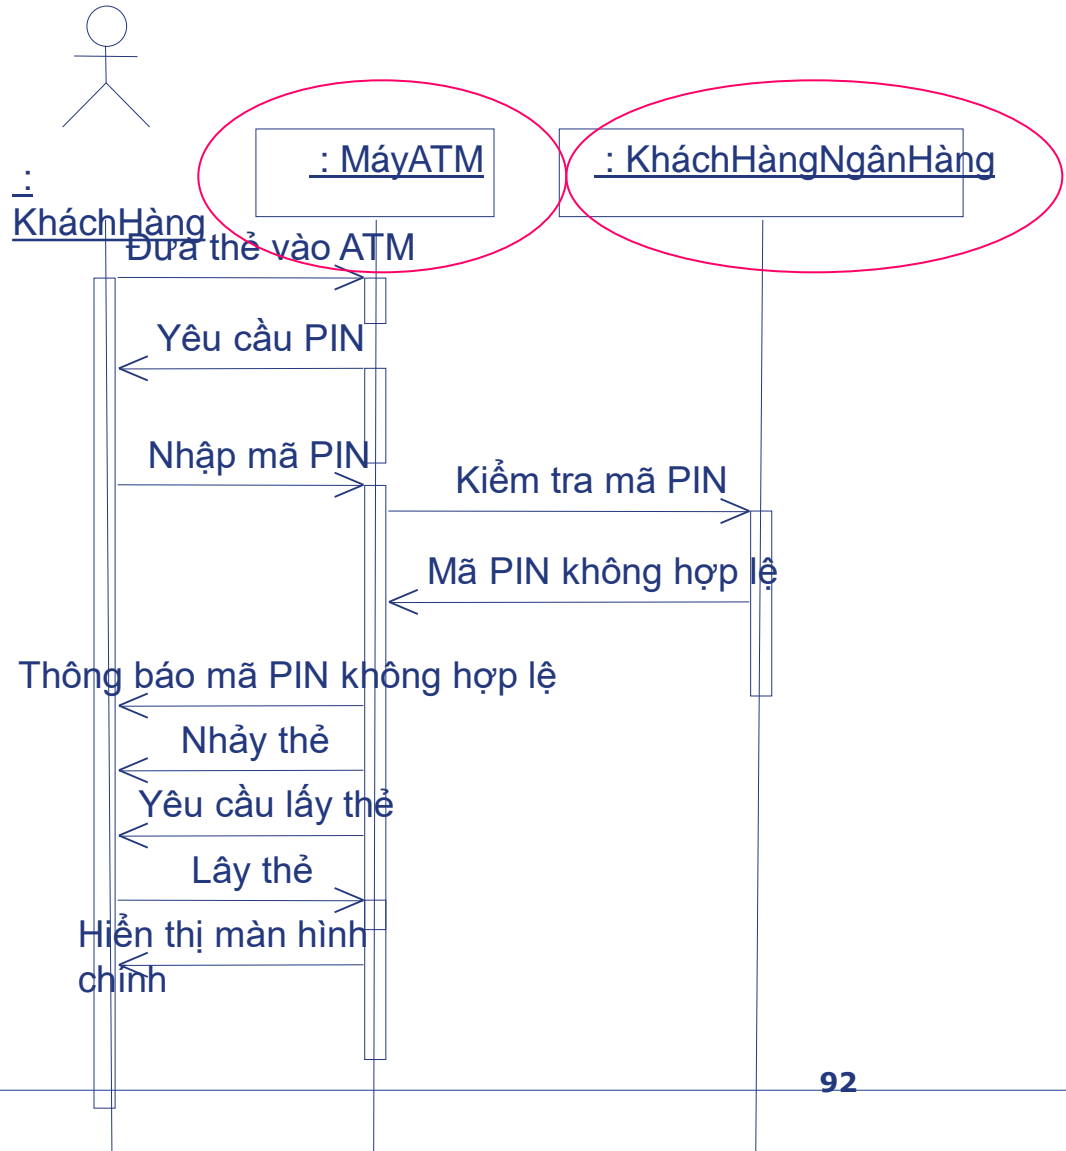 : MáyATM
: KháchHàngNgânHàng
:
KháchHàng
Đưa thẻ vào ATM
Yêu cầu PIN
Nhập mã PIN
Kiểm tra mã PIN
Mã PIN không hợp lệ
Thông báo mã PIN không hợp lệ
Nhảy thẻ
Yêu cầu lấy thẻ
Lây thẻ
Hiển thị màn hình
chính
92